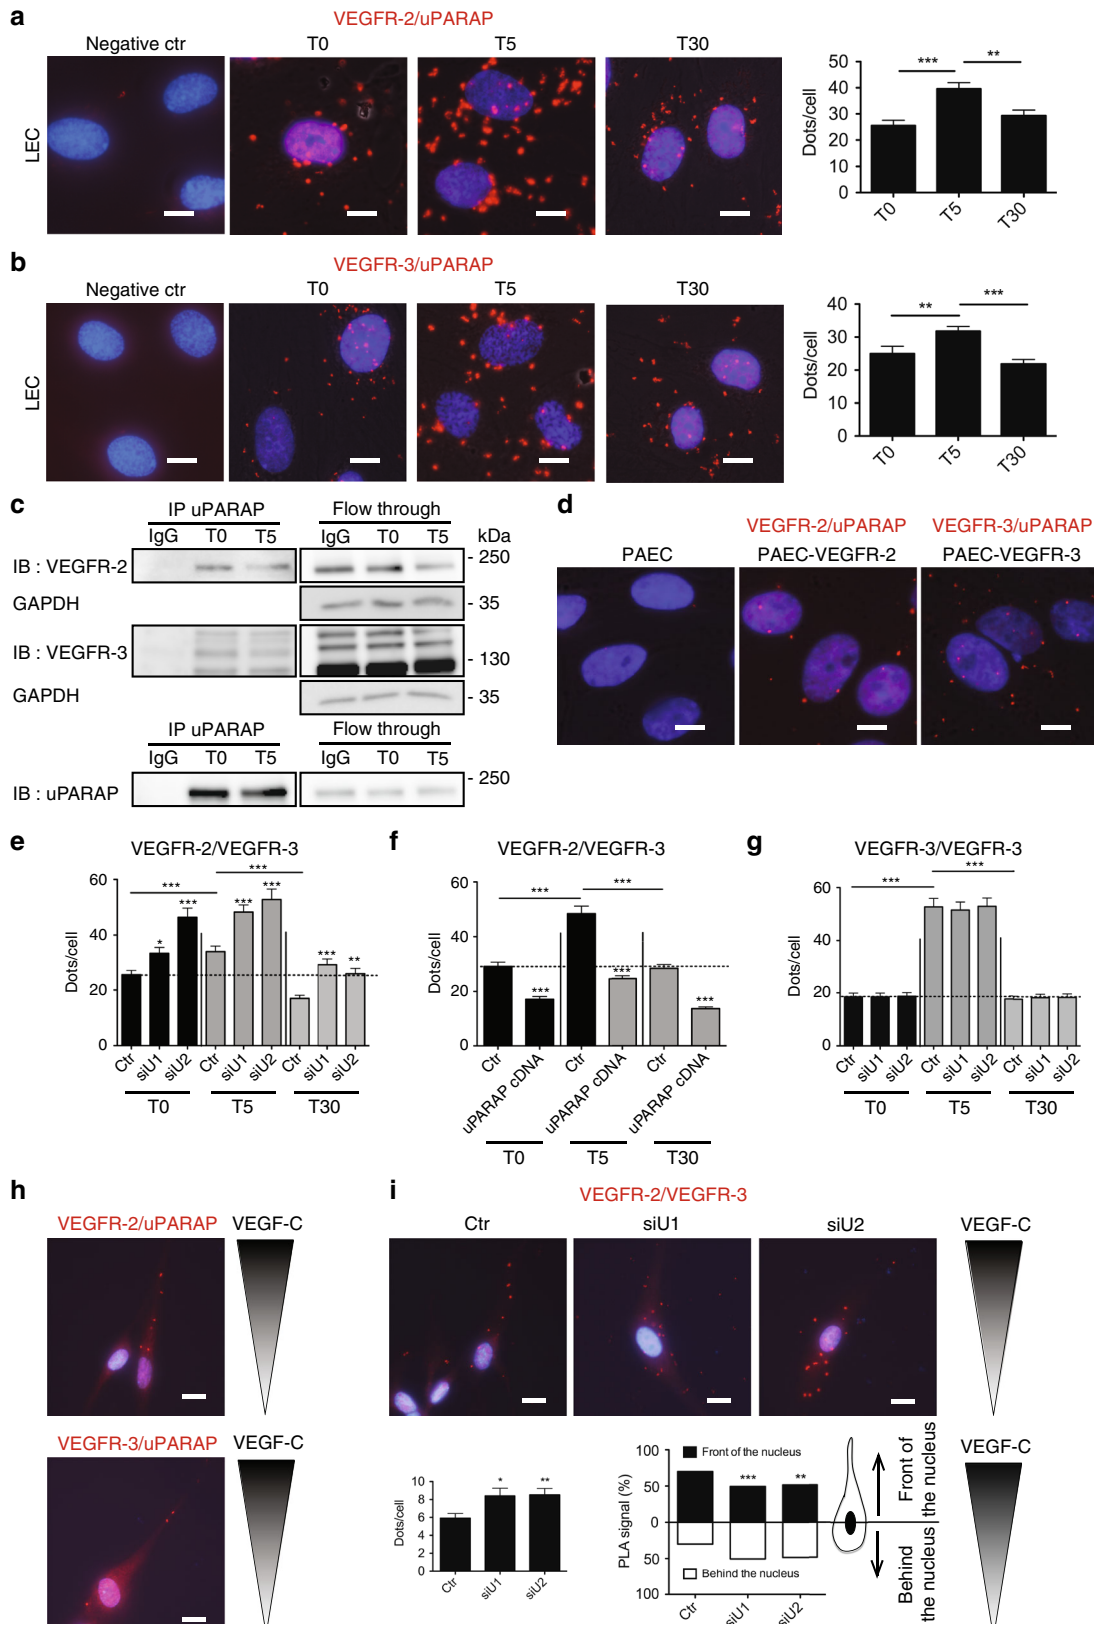 a
VEGFR-2/uPARAP
Negative ctr T0 T5 T30
LEC
Dots/cell
50
40
30
20
10
0
*** **
T0 T5 T30
b
VEGFR-3/uPARAP
Negative ctr T0 T5 T30
LEC
Dots/cell
40
30
20
10
0
** ***
T0 T5 T30
c
IP uPARAP Flow through
IgG T0 T5 IgG T0 T5 kDa
IB : VEGFR-2 - 250
GAPDH - 35
IB : VEGFR-3 - 130
GAPDH - 35
IP uPARAP Flow through
IgG T0 T5 IgG T0 T5
IB : uPARAP - 250
d
VEGFR-2/uPARAP VEGFR-3/uPARAP
PAEC PAEC-VEGFR-2 PAEC-VEGFR-3
e
VEGFR-2/VEGFR-3
Dots/cell
60
40
20
0
*** ***
* *** *** *** *** **
Ctr siU1 siU2 Ctr siU1 siU2 Ctr siU1 siU2
T0 T5 T30
f
VEGFR-2/VEGFR-3
Dots/cell
60
40
20
0
*** ***
*** *** ***
Ctr uPARAP cDNA Ctr uPARAP cDNA Ctr uPARAP cDNA
T0 T5 T30
g
VEGFR-3/VEGFR-3
Dots/cell
60
40
20
0
*** ***
Ctr siU1 siU2 Ctr siU1 siU2 Ctr siU1 siU2
T0 T5 T30
h
VEGFR-2/uPARAP VEGF-C
VEGFR-3/uPARAP VEGF-C
i
VEGFR-2/VEGFR-3
Ctr siU1 siU2 VEGF-C
Dots/cell
10
8
6
4
2
0
* **
Ctr siU1 siU2
PLA signal (%)
100
50
0
50
100
Front of the nucleus
*** **
Behind the nucleus
Ctr siU1 siU2
Front of
the nucleus
Behind
the nucleus
VEGF-C